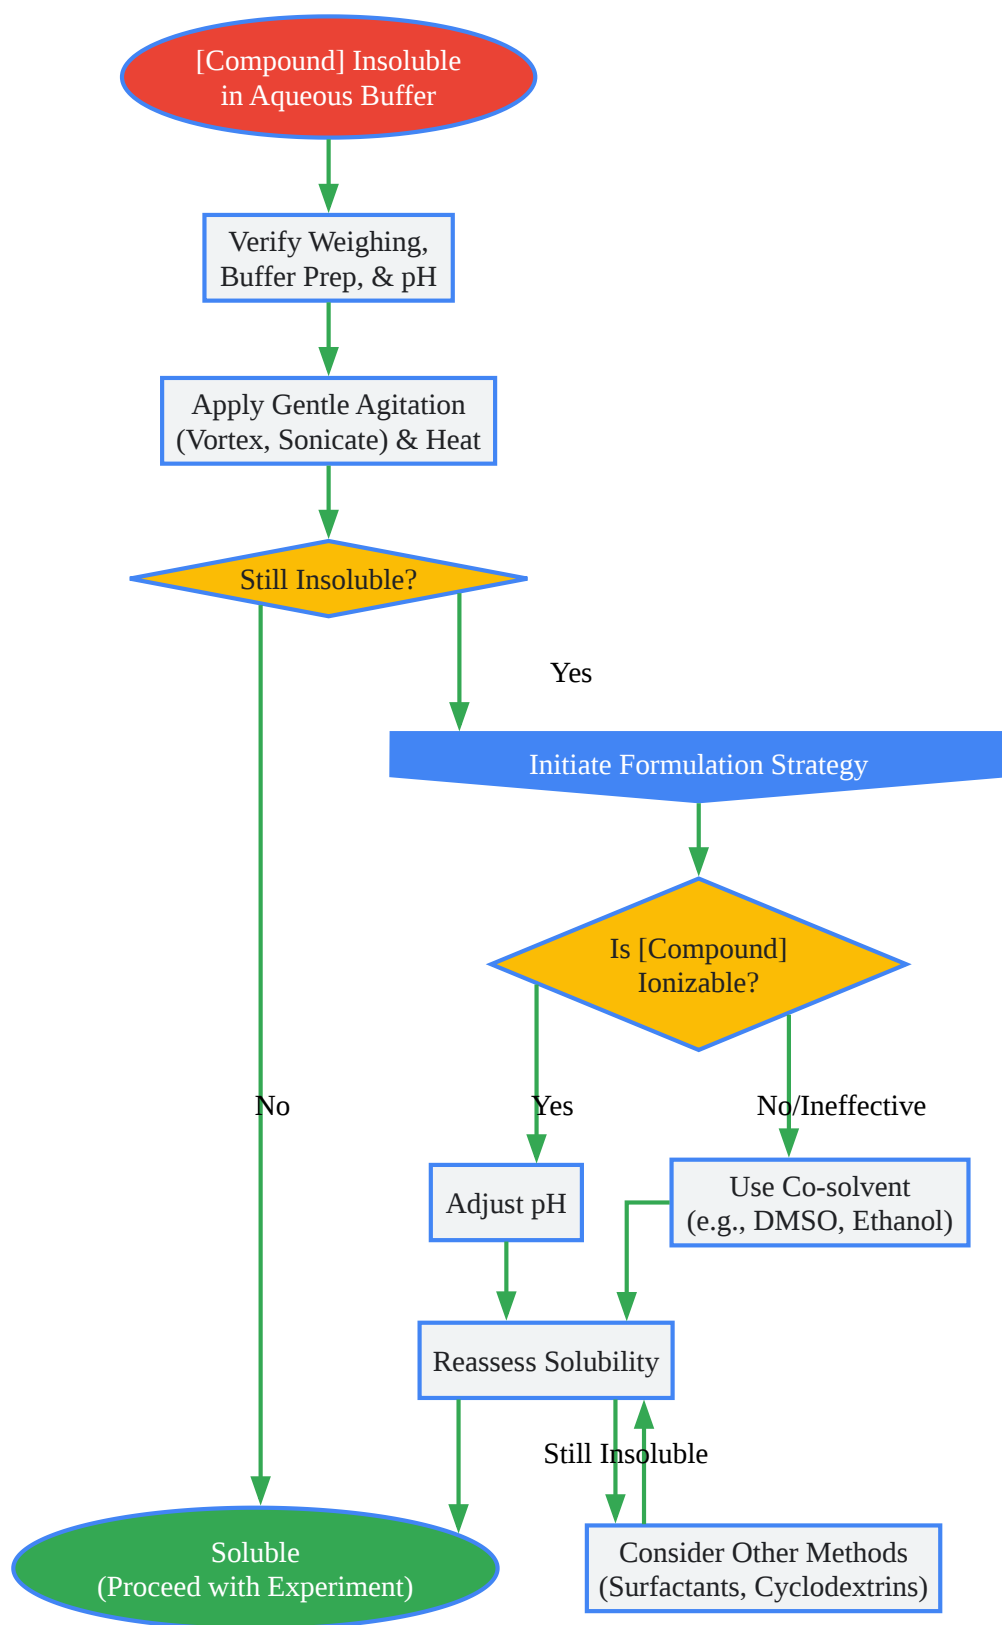 [Compound] Insoluble
in Aqueous Buffer
Verify Weighing,
Buffer Prep, & pH
Apply Gentle Agitation
(Vortex, Sonicate) & Heat
Still Insoluble?
Yes
Initiate Formulation Strategy
Is [Compound]
Ionizable?
No
Yes
No/Ineffective
Adjust pH
Use Co-solvent
(e.g., DMSO, Ethanol)
Reassess Solubility
Still Insoluble
Soluble
(Proceed with Experiment)
Consider Other Methods
(Surfactants, Cyclodextrins)